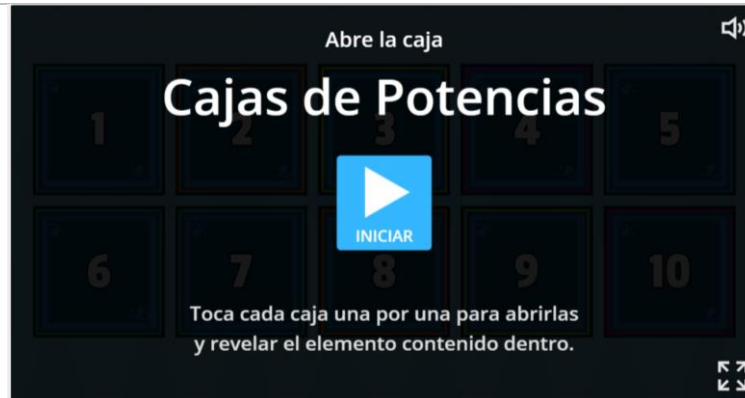 Abre la caja
Cajas de Potencias
1 2 3 4 5
INICIAR
6 7 8 9 10
Toca cada caja una por una para abrirlas
y revelar el elemento contenido dentro.